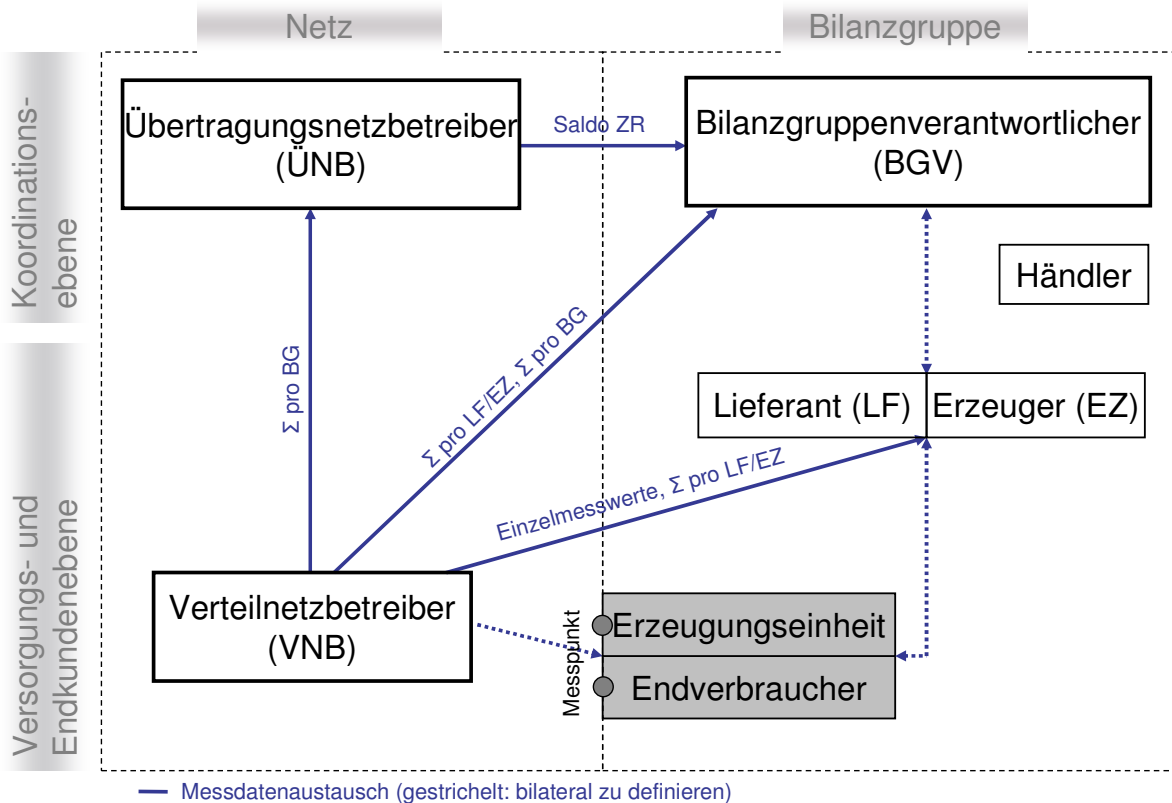 Netz
Bilanzgruppe
Koordinations-
ebene
Übertragungsnetzbetreiber
(ÜNB)
Saldo ZR
Bilanzgruppenverantwortlicher
(BGV)
Händler
Σ pro BG
Σ pro LF/EZ, Σ pro BG
Lieferant (LF)
Erzeuger (EZ)
Einzelmesswerte, Σ pro LF/EZ
Versorgungs- und
Endkundenebene
Verteilnetzbetreiber
(VNB)
Messpunkt
Erzeugungseinheit
Endverbraucher
Messdatenaustausch (gestrichelt: bilateral zu definieren)